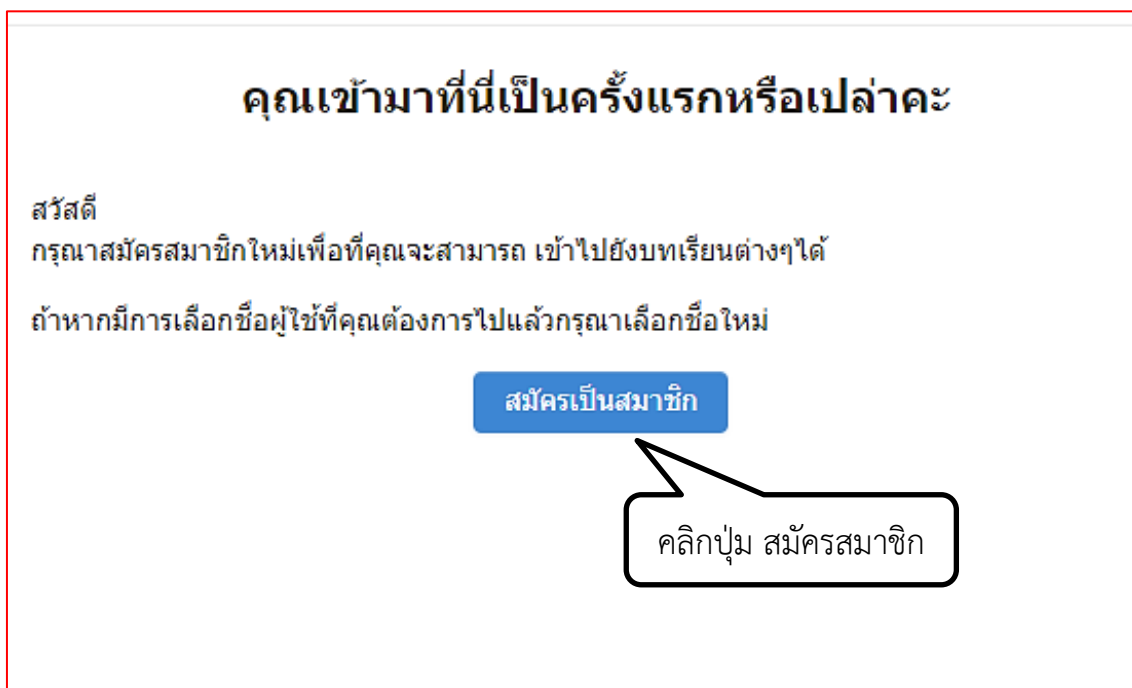 คุณเข้ามาที่นี่เป็นครั้งแรกหรือเปล่าคะ
สวัสดี
กรุณาสมัครสมาชิกใหม่เพื่อที่คุณจะสามารถ เข้าไปยังบทเรียนต่างๆได้
ถ้าหากมีการเลือกชื่อผู้ใช้ที่คุณต้องการไปแล้วกรุณาเลือกชื่อใหม่
สมัครเป็นสมาชิก
คลิกปุ่ม สมัครสมาชิก